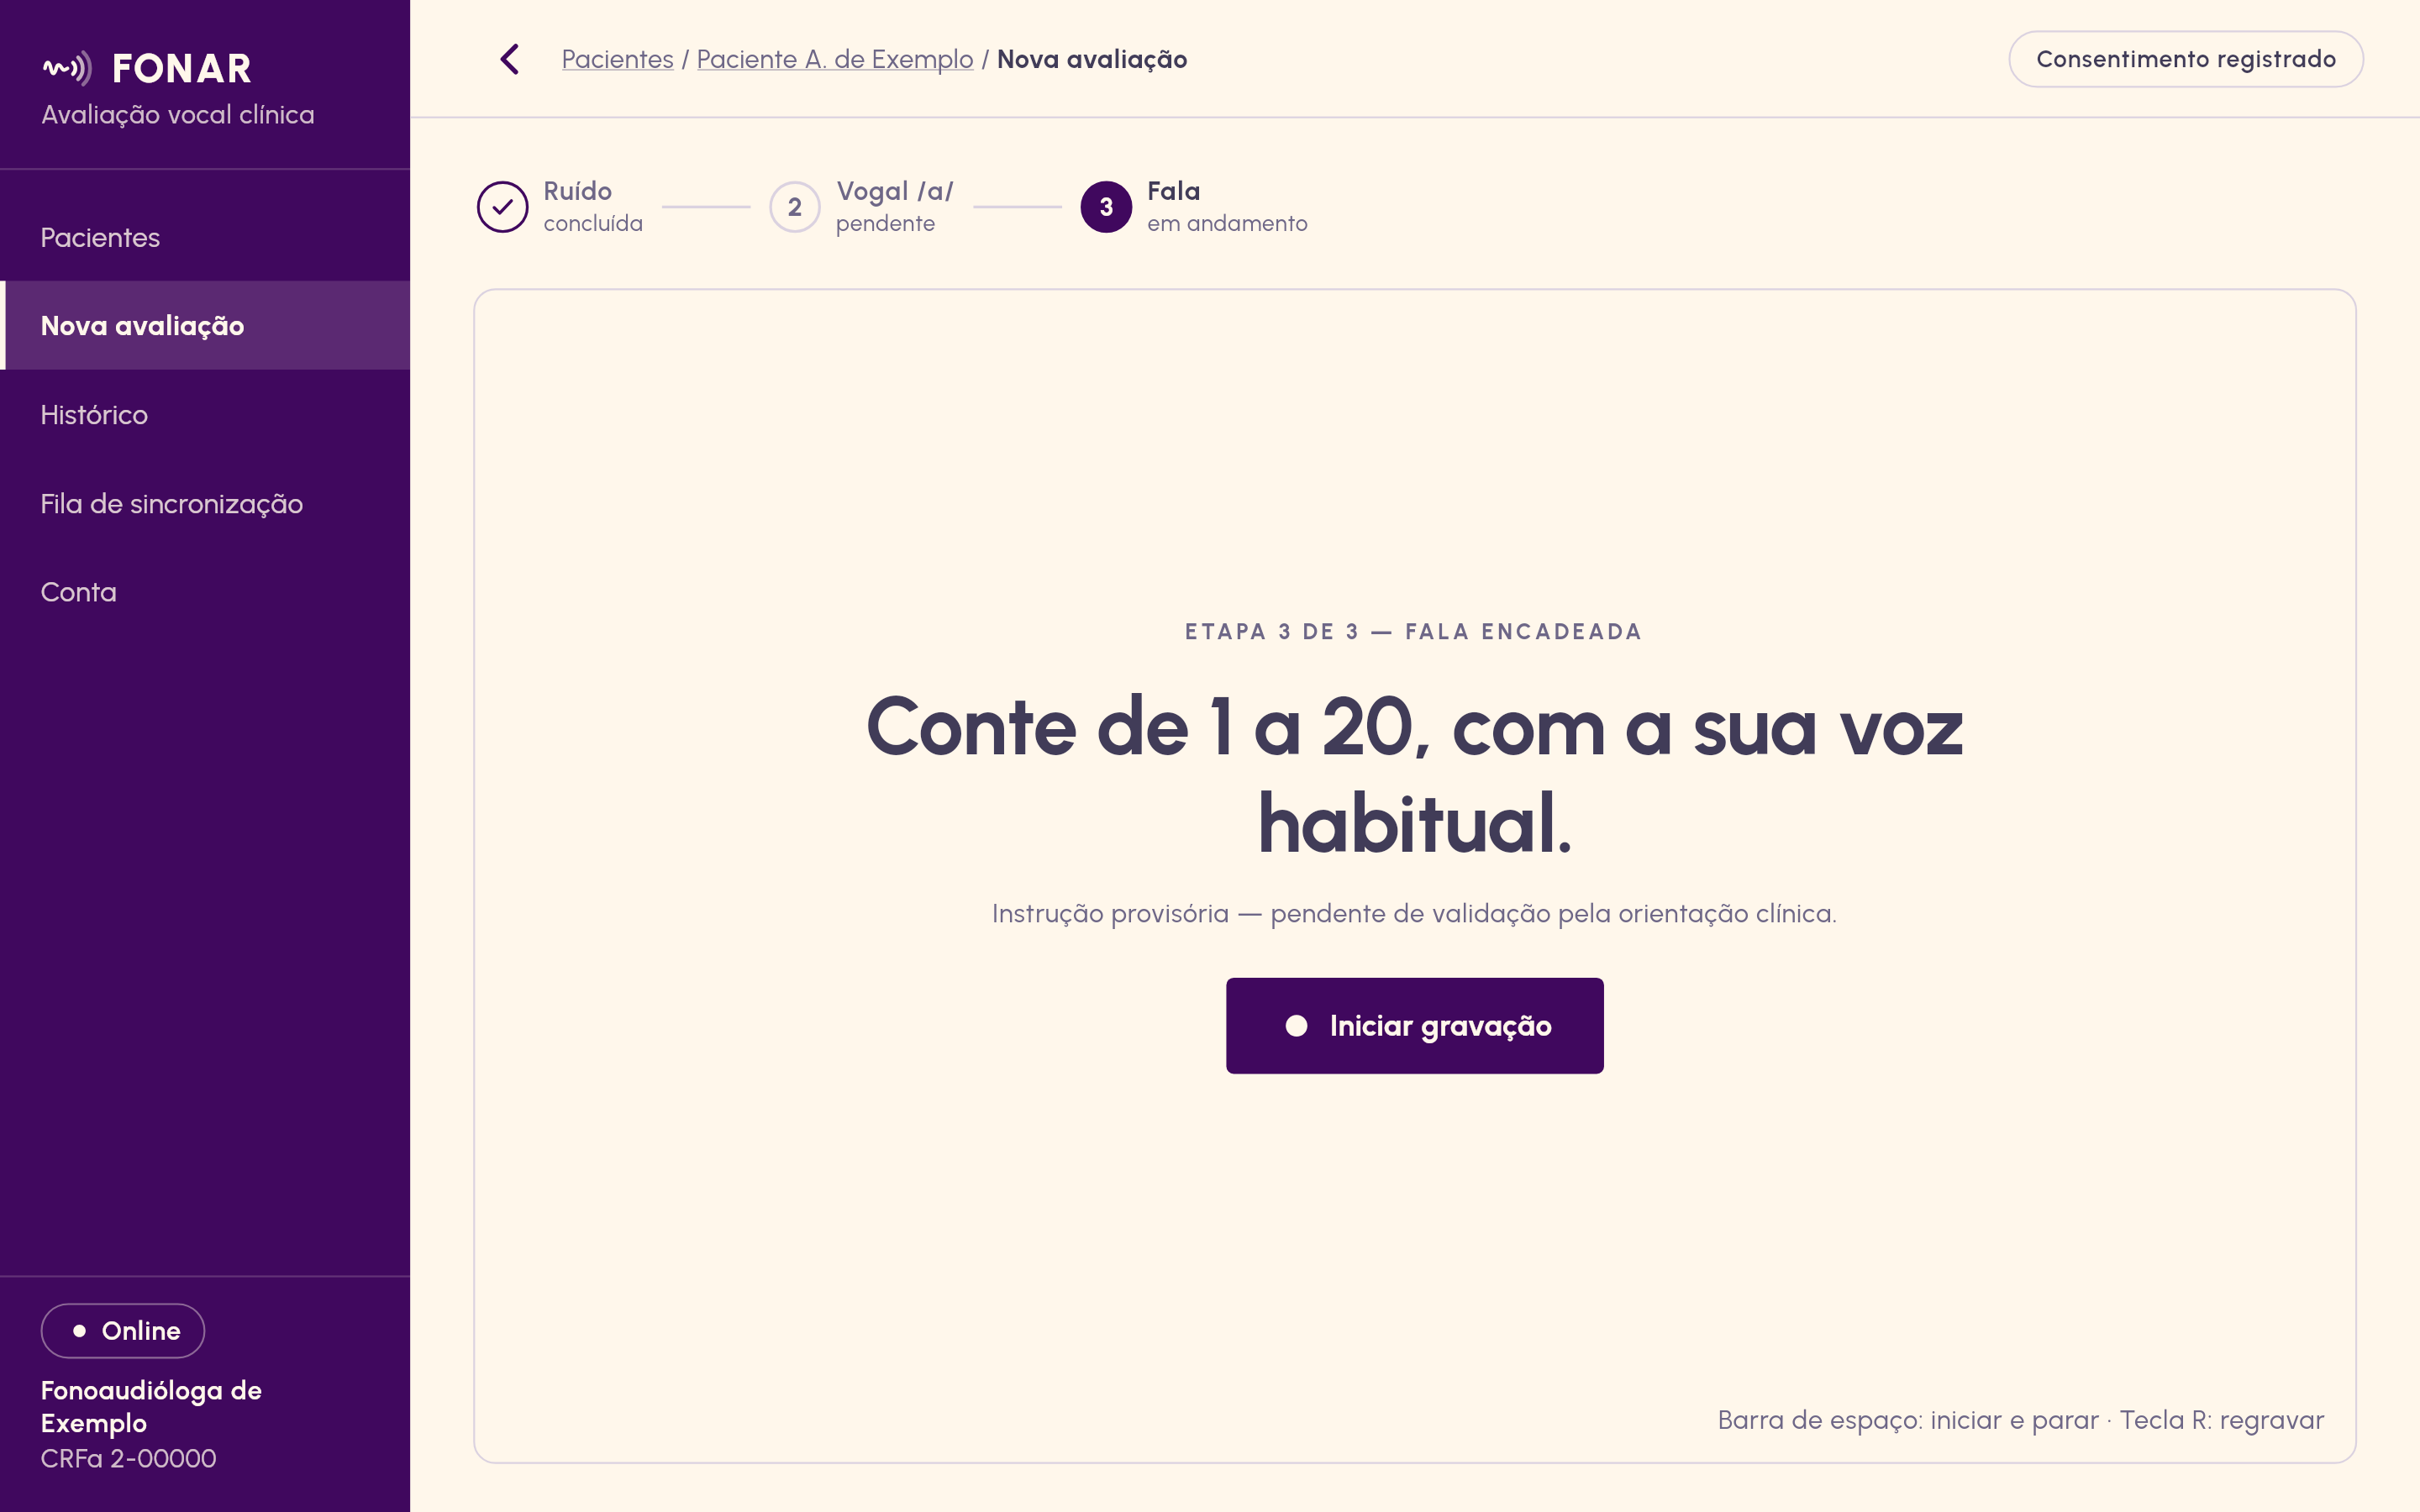 FONAR
Avaliação vocal clínica
Pacientes
Nova avaliação
Histórico
Fila de sincronização
Conta
Online
Fonoaudióloga de
Exemplo
CRFa 2-00000
Pacientes / Paciente A. de Exemplo / Nova avaliação
Consentimento registrado
Ruído
concluída
2
Vogal /a/
pendente
3
Fala
em andamento
ETAPA 3 DE 3 — FALA ENCADEADA
Conte de 1 a 20, com a sua voz
habitual.
Instrução provisória — pendente de validação pela orientação clínica.
Iniciar gravação
Barra de espaço: iniciar e parar · Tecla R: regravar